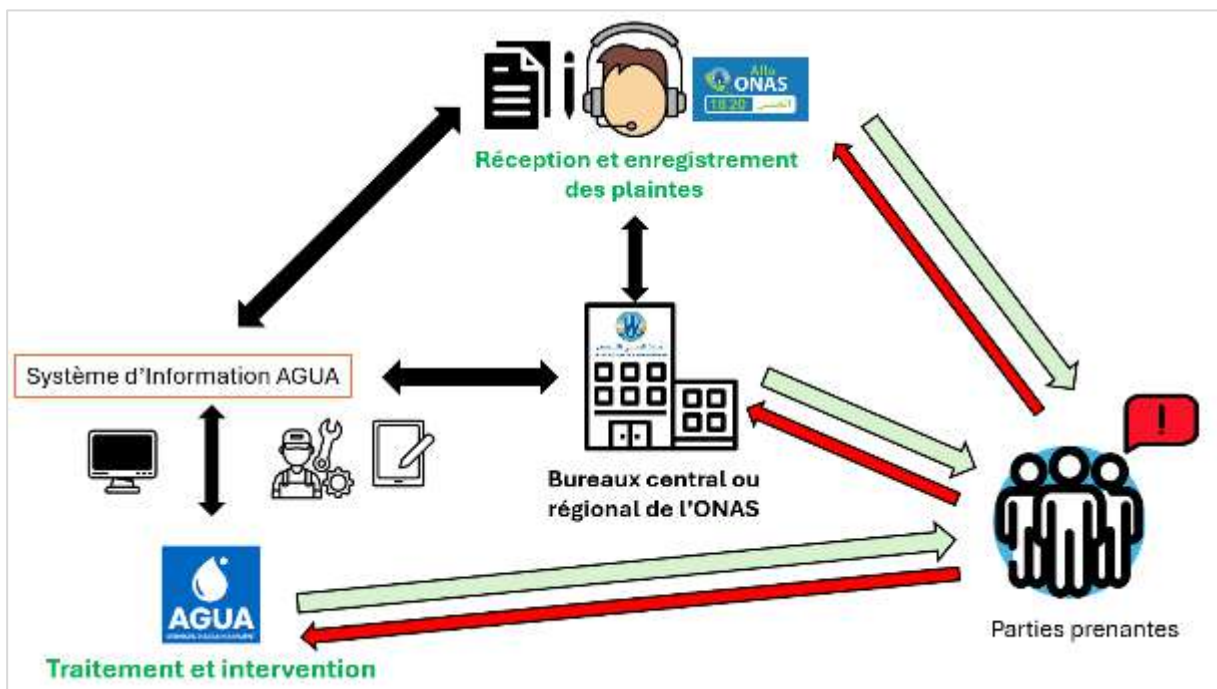 Allo
ONAS
18.20
Réception et enregistrement
des plaintes
Système d’Information AGUA
!
Bureaux central ou
régional de l’ONAS
AGUA
Parties prenantes
Traitement et intervention